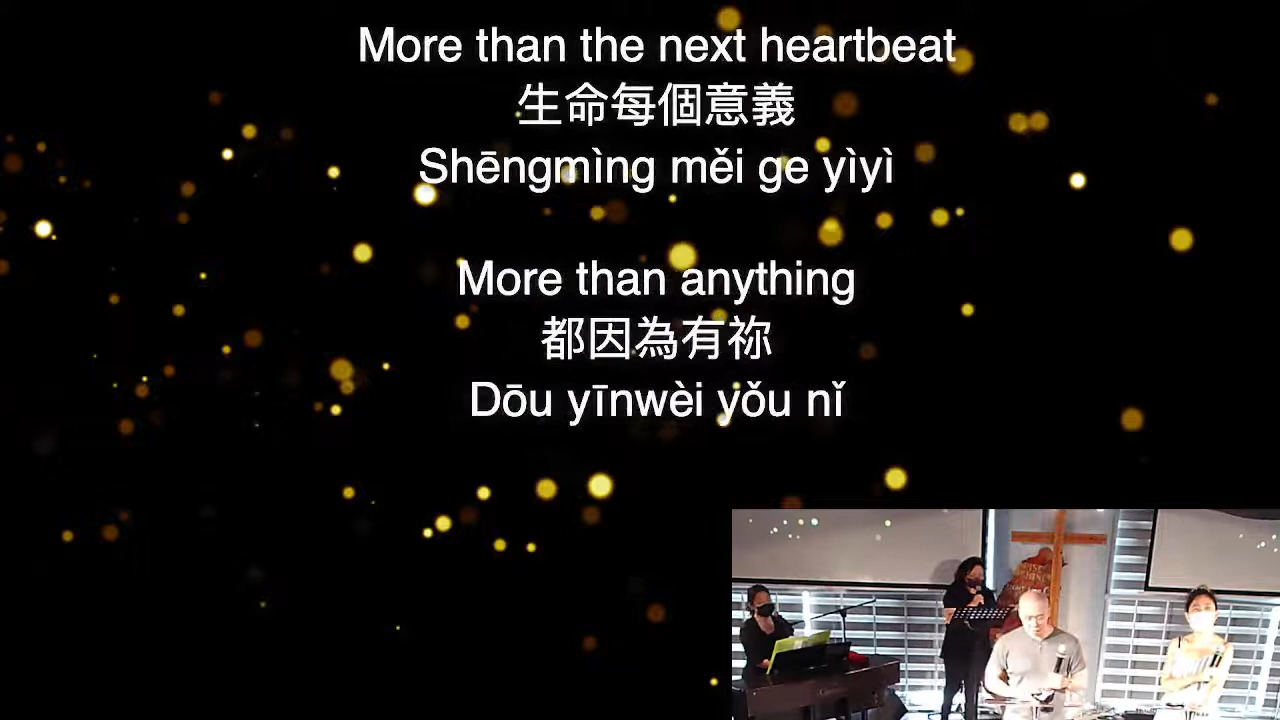 More than the next heartbeat
生命每個意義
Shēngmìng měi ge yìyì
More than anything
都因為有祢
Dōu yīnwèi yǒu nǐ